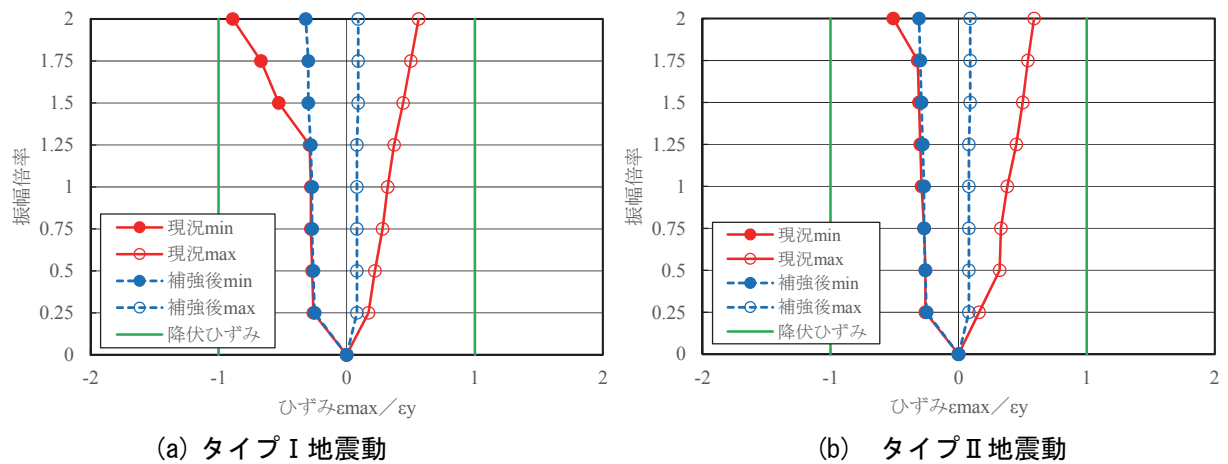 2
1.75
1.5
1.25
1
0.75
0.5
0.25
0
振幅倍率
現況min
現況max
補強後min
補強後max
降伏ひずみ
-2 -1 0 1 2
ひずみεmax／εy
(a) タイプⅠ地震動
2
1.75
1.5
1.25
1
0.75
0.5
0.25
0
振幅倍率
現況min
現況max
補強後min
補強後max
降伏ひずみ
-2 -1 0 1 2
ひずみεmax／εy
(b) タイプⅡ地震動